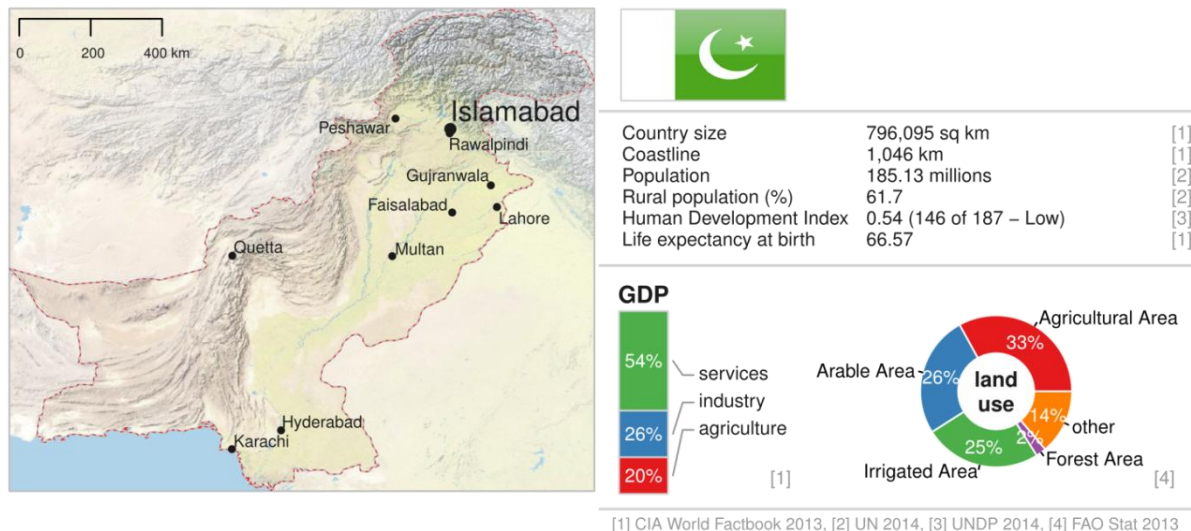 0 200 400 km
Islamabad
Peshawar
Rawalpindi
Gujranwala
Faisalabad
Lahore
Quetta
Multan
Hyderabad
Karachi
Country size 796,095 sq km [1]
Coastline 1,046 km [1]
Population 185.13 millions [2]
Rural population (%) 61.7 [2]
Human Development Index 0.54 (146 of 187 – Low) [3]
Life expectancy at birth 66.57 [1]
GDP
54%
services
industry
26%
agriculture
20%
[1]
Agricultural Area
33%
Arable Area
26%
land
use
14%
other
2%
Forest Area
25%
Irrigated Area
[4]
[1] CIA World Factbook 2013, [2] UN 2014, [3] UNDP 2014, [4] FAO Stat 2013